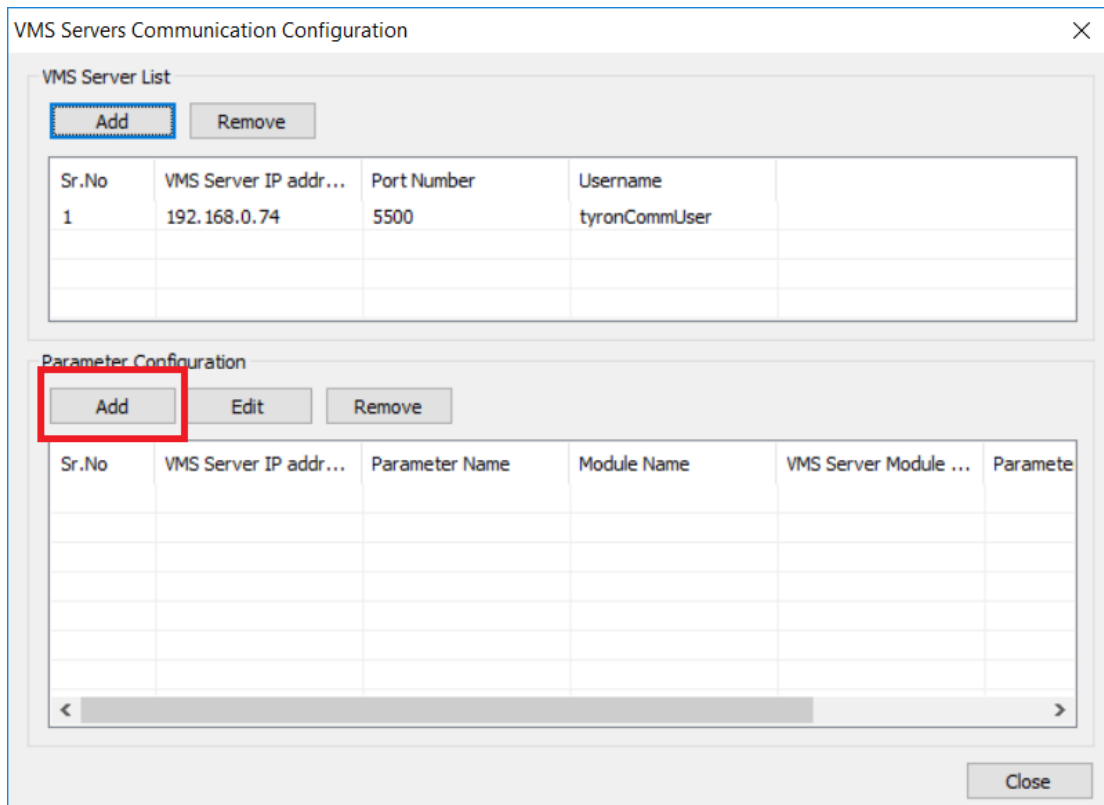 VMS Servers Communication Configuration
VMS Server List
Add Remove
Sr.No VMS Server IP addr... Port Number Username
1 192.168.0.74 5500 tyronCommUser
Parameter Configuration
Add Edit Remove
Sr.No VMS Server IP addr... Parameter Name Module Name VMS Server Module ... Paramete
Close